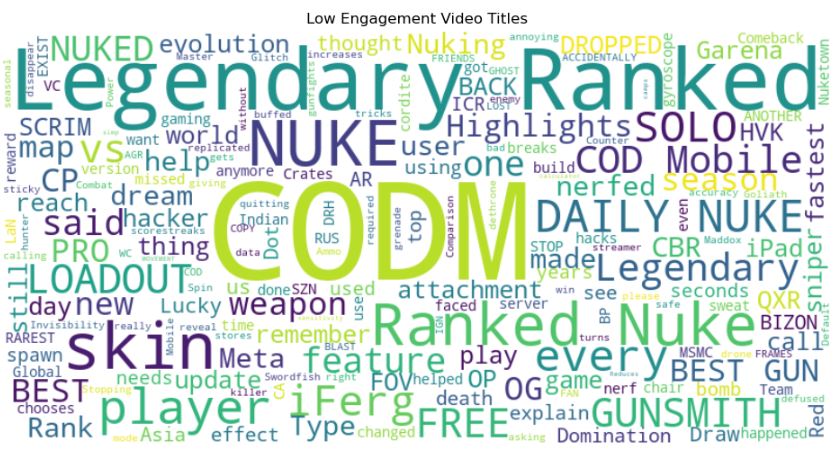 Low Engagement Video Titles
Legendary Ranked
CODM
NUKE
skin
Ranked Nuke
player
iFerg
every
DAILY NUKE
Legendary
COD Mobile
SOLO
Highlights
NUKED
evolution
thought
Nuking
DROPPED
Garena
Comeback
annoying
ACCIDENTALLY
EXIST
VC
disappear
seasonal
Master
Glitch
increases
FRIENDS
GHOST
LOST
enemy
got
BACK
ICR
cordite
gunfights
gyroscope
ANOTHER
Nuketown
Power
SCRIM
map
vs
world
user
HVK
fastest
reward
version
want
gaming
replicated
without
buffed
tricks
anymore
using
one
breaks
bad
Counter
build
nerfed
season
sticky
Combat
AGR
missed
gets
giving
Crates
AR
CP
help
reach
dream
hacker
said
thing
PRO
LOADOUT
quitting
Indian
COPY
data
Dot
DRH
RUS
Ammo
required
grenade
top
Comparison
dethrone
STOP
hacks
streamer
made
CBR
iPad
even
accuracy
Goliath
Maddox
calculator
sniper
LaN
hunter
calling
still
scorestreaks
WC
MOVEMENT
COD
Spin
us
done
SZN
used
attachment
years
seconds
QXR
Default
day
new
Lucky
weapon
remember
use
faced
server
IGN
win
see
BP
please
safe
sweat
BIZON
call
RAREST
Invisibility
really
reveal
Mobile
stores
time
sensitivity
turns
MSMC
drone
FRAMES
spawn
Global
Meta
feature
play
BLAST
Swordfish
right
killer
CA
FOV
helped
OP
OG
game
nerf
chair
BEST GUN
bomb
Team
defused
BEST
chooses
needs
update
Stopping
FREE
death
explain
Reduces
FAN
GUNSMITH
Red
Rank
Asia
mode
effect
simp
Type
changed
asking
Domination
Draw
happened